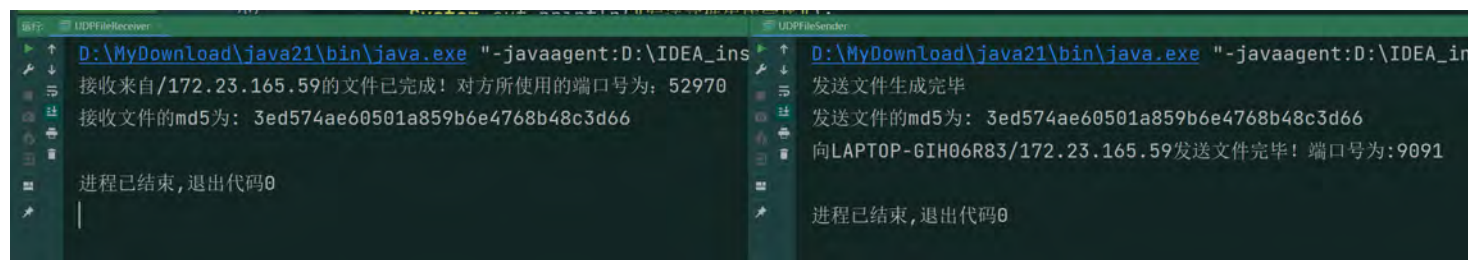 运行:
UDPFileReceiver
D:\MyDownload\java21\bin\java.exe "-javaagent:D:\IDEA_ins
接收来自/172.23.165.59的文件已完成！对方所使用的端口号为：52970
接收文件的md5为: 3ed574ae60501a859b6e4768b48c3d66
进程已结束,退出代码0
UDPFileSender
D:\MyDownload\java21\bin\java.exe "-javaagent:D:\IDEA_in
发送文件生成完毕
发送文件的md5为: 3ed574ae60501a859b6e4768b48c3d66
向LAPTOP-GIH06R83/172.23.165.59发送文件完毕！端口号为:9091
进程已结束,退出代码0